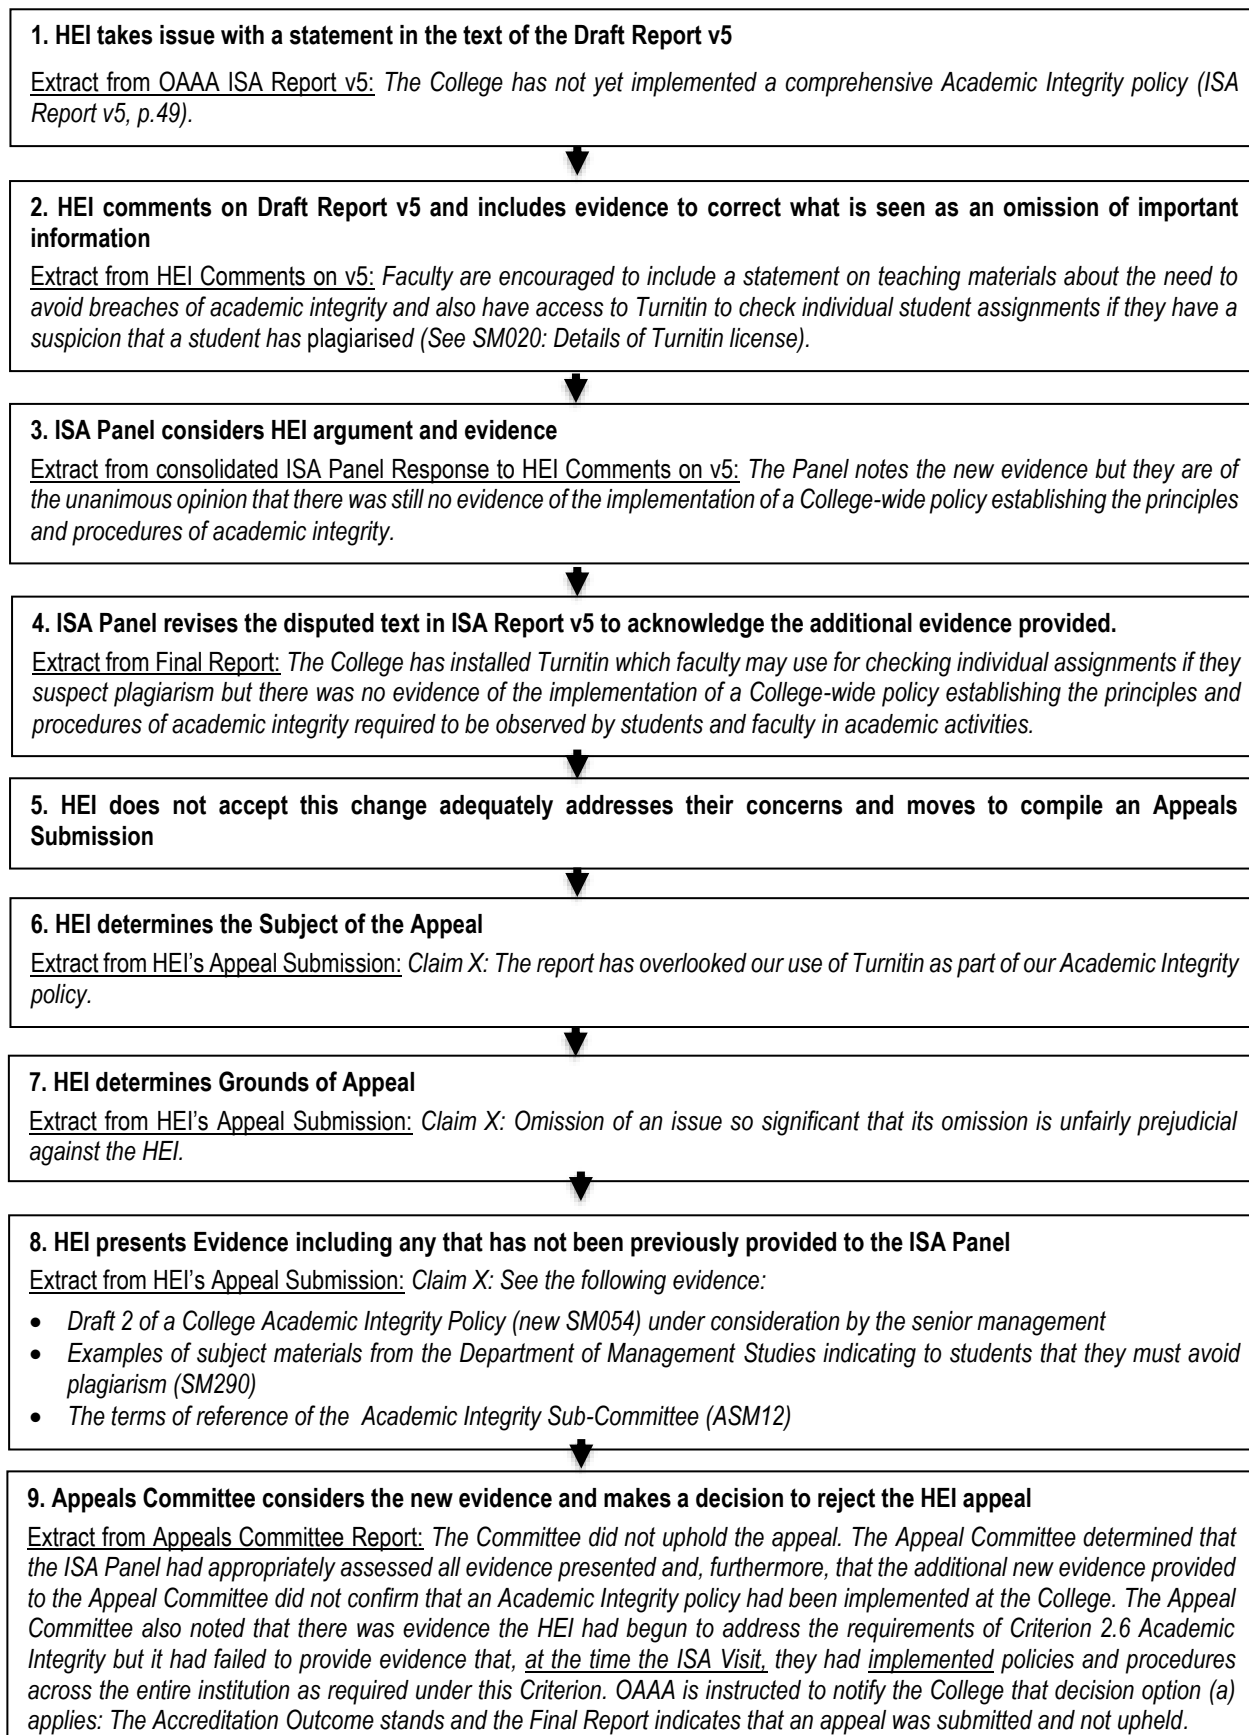 1. HEI takes issue with a statement in the text of the Draft Report v5
Extract from OAAA ISA Report v5: The College has not yet implemented a comprehensive Academic Integrity policy (ISA
Report v5, p.49).
2. HEI comments on Draft Report v5 and includes evidence to correct what is seen as an omission of important
information
Extract from HEI Comments on v5: Faculty are encouraged to include a statement on teaching materials about the need to
avoid breaches of academic integrity and also have access to Turnitin to check individual student assignments if they have a
suspicion that a student has plagiarised (See SM020: Details of Turnitin license).
3. ISA Panel considers HEI argument and evidence
Extract from consolidated ISA Panel Response to HEI Comments on v5: The Panel notes the new evidence but they are of
the unanimous opinion that there was still no evidence of the implementation of a College-wide policy establishing the principles
and procedures of academic integrity.
4. ISA Panel revises the disputed text in ISA Report v5 to acknowledge the additional evidence provided.
Extract from Final Report: The College has installed Turnitin which faculty may use for checking individual assignments if they
suspect plagiarism but there was no evidence of the implementation of a College-wide policy establishing the principles and
procedures of academic integrity required to be observed by students and faculty in academic activities.
5. HEI does not accept this change adequately addresses their concerns and moves to compile an Appeals
Submission
6. HEI determines the Subject of the Appeal
Extract from HEI's Appeal Submission: Claim X: The report has overlooked our use of Turnitin as part of our Academic Integrity
policy.
7. HEI determines Grounds of Appeal
Extract from HEI's Appeal Submission: Claim X: Omission of an issue so significant that its omission is unfairly prejudicial
against the HEI.
8. HEI presents Evidence including any that has not been previously provided to the ISA Panel
Extract from HEI's Appeal Submission: Claim X: See the following evidence:
• Draft 2 of a College Academic Integrity Policy (new SM054) under consideration by the senior management
• Examples of subject materials from the Department of Management Studies indicating to students that they must avoid
plagiarism (SM290)
• The terms of reference of the Academic Integrity Sub-Committee (ASM12)
9. Appeals Committee considers the new evidence and makes a decision to reject the HEI appeal
Extract from Appeals Committee Report: The Committee did not uphold the appeal. The Appeal Committee determined that
the ISA Panel had appropriately assessed all evidence presented and, furthermore, that the additional new evidence provided
to the Appeal Committee did not confirm that an Academic Integrity policy had been implemented at the College. The Appeal
Committee also noted that there was evidence the HEI had begun to address the requirements of Criterion 2.6 Academic
Integrity but it had failed to provide evidence that, at the time the ISA Visit, they had implemented policies and procedures
across the entire institution as required under this Criterion. OAAA is instructed to notify the College that decision option (a)
applies: The Accreditation Outcome stands and the Final Report indicates that an appeal was submitted and not upheld.